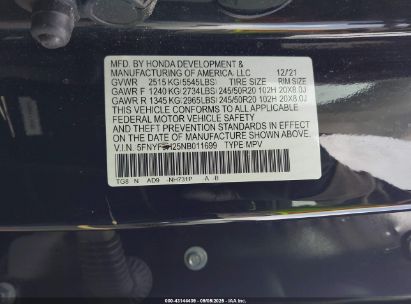 MFD. BY HONDA DEVELOPMENT &
MANUFACTURING OF AMERICA, LLC 12/21
GVWR 2515 KG(5545LBS) TIRE SIZE RIM SIZE
GAWR F 1240 KG(2734LBS) 245/50R20 102H 20X8.0J
GAWR R 1345 KG(2965LBS) 245/50R20 102H 20X8.0J
THIS VEHICLE CONFORMS TO ALL APPLICABLE
FEDERAL MOTOR VEHICLE SAFETY
AND THEFT PREVENTION STANDARDS IN EFFECT
ON THE DATE OF MANUFACTURE SHOWN
ABOVE.
V.I.N. TYPE MPV
TG8 N AD9 -NH731P A -B